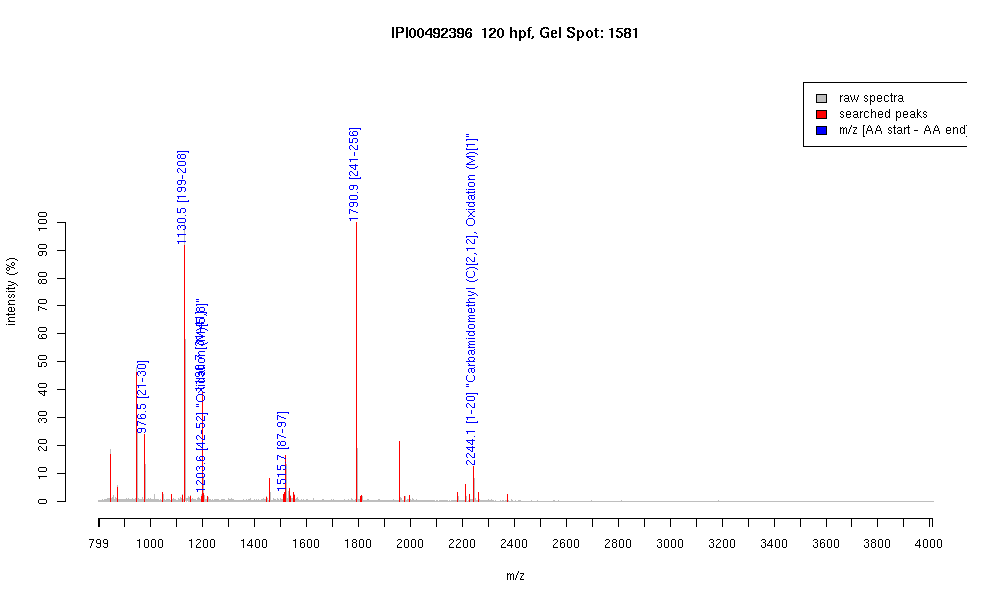 IPI00492396 120 hpf, Gel Spot: 1581
raw spectra
searched peaks
m/z [AA start - AA end]
intensity (%)
100
90
80
70
60
50
40
30
20
10
0
976.5 [21-30]
1130.5 [199-208]
1203.6 [42-52] "Oxidation
1515.7 [87-97]
1790.9 [241-256]
2244.1 [1-20] "Carbamidomethyl (C)[2,12], Oxidation (M)[1]"
799 1000 1200 1400 1600 1800 2000 2200 2400 2600 2800 3000 3200 3400 3600 3800 4000
m/z